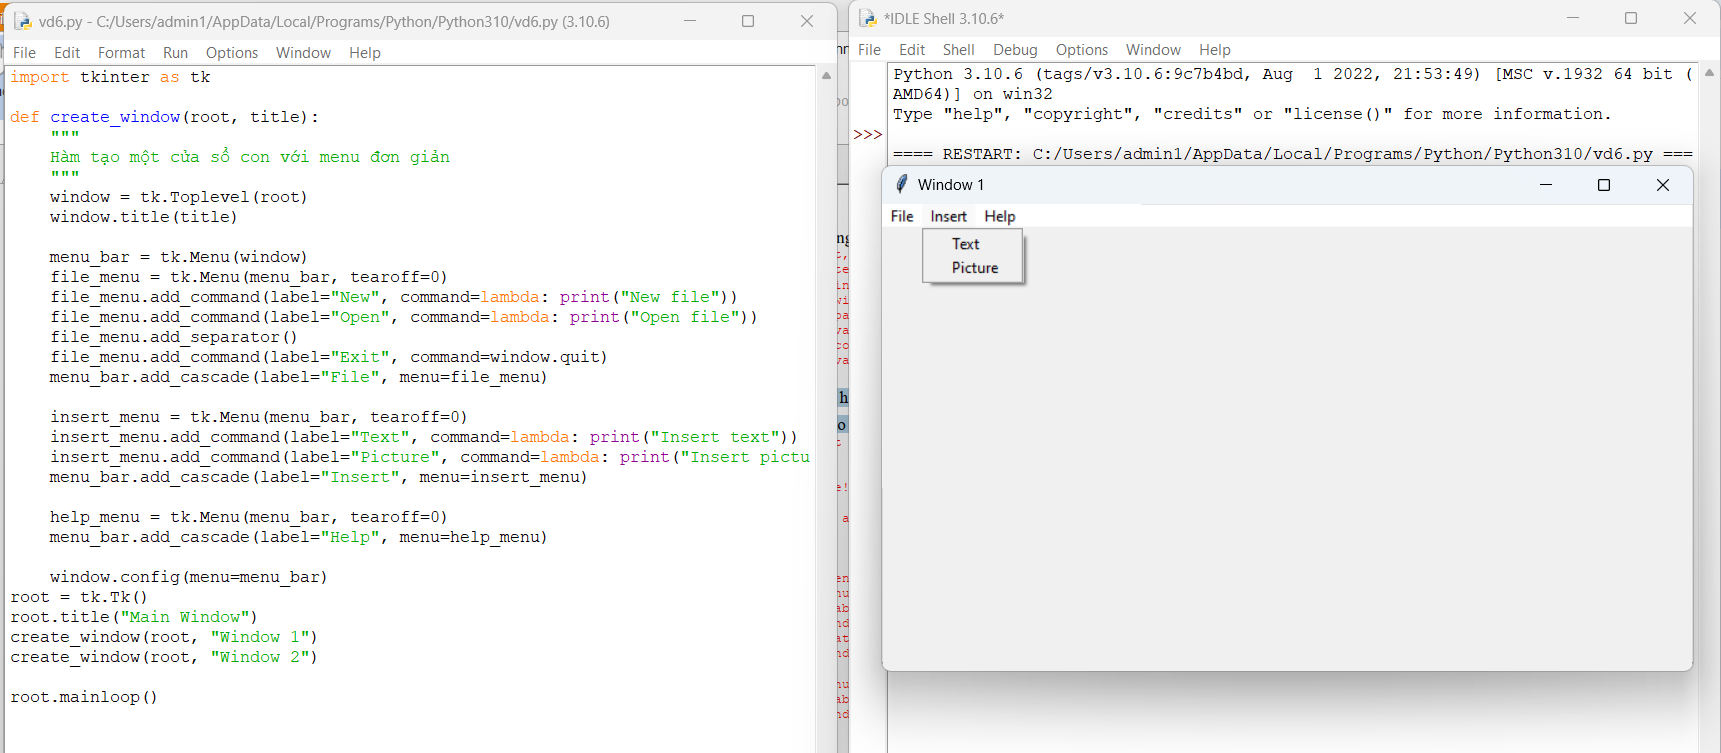 vd6.py - C:/Users/admin1/AppData/Local/Programs/Python/Python310/vd6.py (3.10.6)
File Edit Format Run Options Window Help
import tkinter as tk
def create_window(root, title):
    """
    Hàm tạo một cửa sổ con với menu đơn giản
    """
    window = tk.Toplevel(root)
    window.title(title)
    menu_bar = tk.Menu(window)
    file_menu = tk.Menu(menu_bar, tearoff=0)
    file_menu.add_command(label="New", command=lambda: print("New file"))
    file_menu.add_command(label="Open", command=lambda: print("Open file"))
    file_menu.add_separator()
    file_menu.add_command(label="Exit", command=window.quit)
    menu_bar.add_cascade(label="File", menu=file_menu)
    insert_menu = tk.Menu(menu_bar, tearoff=0)
    insert_menu.add_command(label="Text", command=lambda: print("Insert text"))
    insert_menu.add_command(label="Picture", command=lambda: print("Insert pictu
    menu_bar.add_cascade(label="Insert", menu=insert_menu)
    help_menu = tk.Menu(menu_bar, tearoff=0)
    menu_bar.add_cascade(label="Help", menu=help_menu)
    window.config(menu=menu_bar)
root = tk.Tk()
root.title("Main Window")
create_window(root, "Window 1")
create_window(root, "Window 2")
root.mainloop()
*IDLE Shell 3.10.6*
File Edit Shell Debug Options Window Help
Python 3.10.6 (tags/v3.10.6:9c7b4bd, Aug  1 2022, 21:53:49) [MSC v.1932 64 bit (
AMD64)] on win32
Type "help", "copyright", "credits" or "license()" for more information.
>>>
==== RESTART: C:/Users/admin1/AppData/Local/Programs/Python/Python310/vd6.py ===
Window 1
File Insert Help
Text
Picture